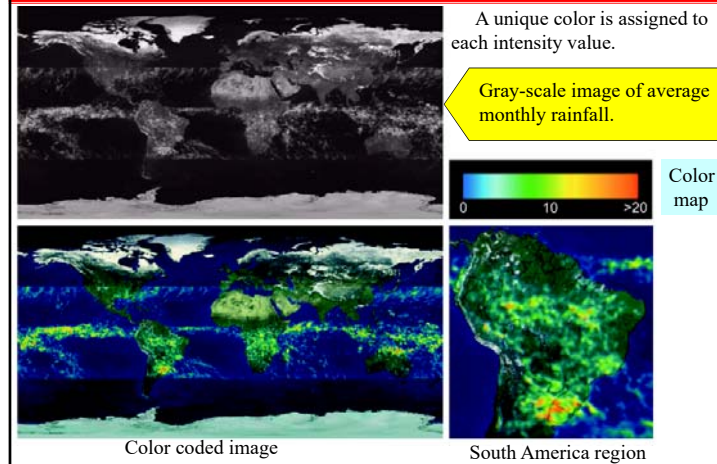 A unique color is assigned to
each intensity value.
Gray-scale image of average
monthly rainfall.
Color
map
0 10 >20
Color coded image
South America region